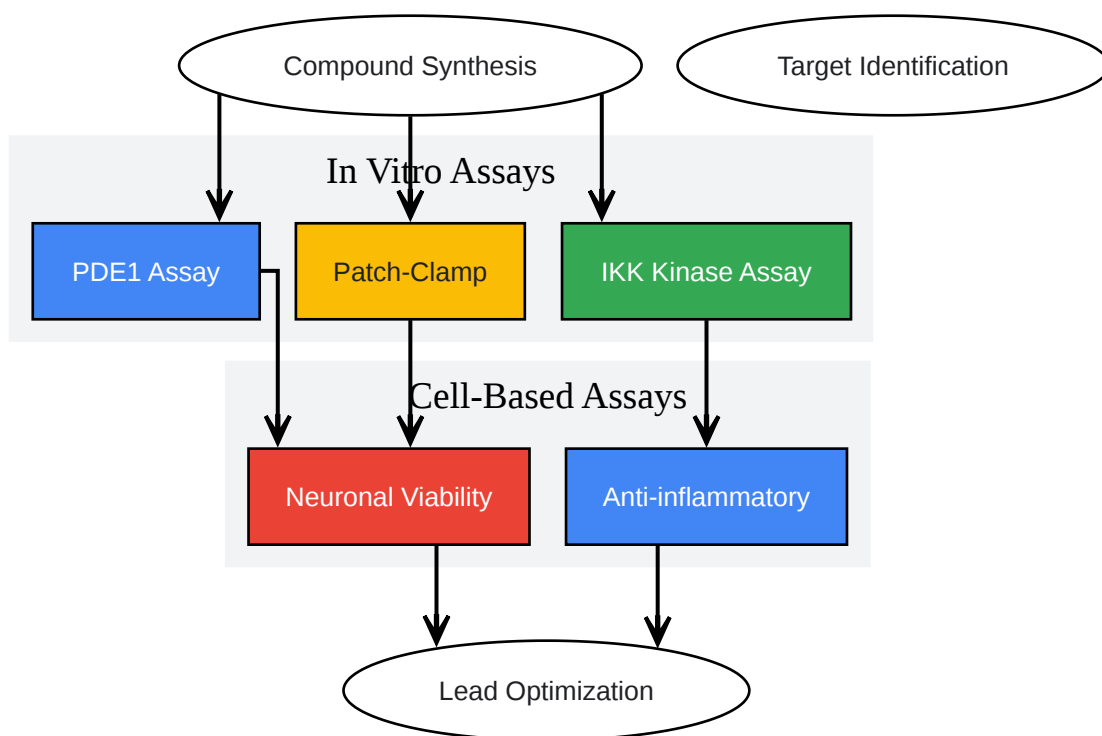 Compound Synthesis
Target Identification
In Vitro Assays
PDE1 Assay
Patch-Clamp
IKK Kinase Assay
Cell-Based Assays
Neuronal Viability
Anti-inflammatory
Lead Optimization